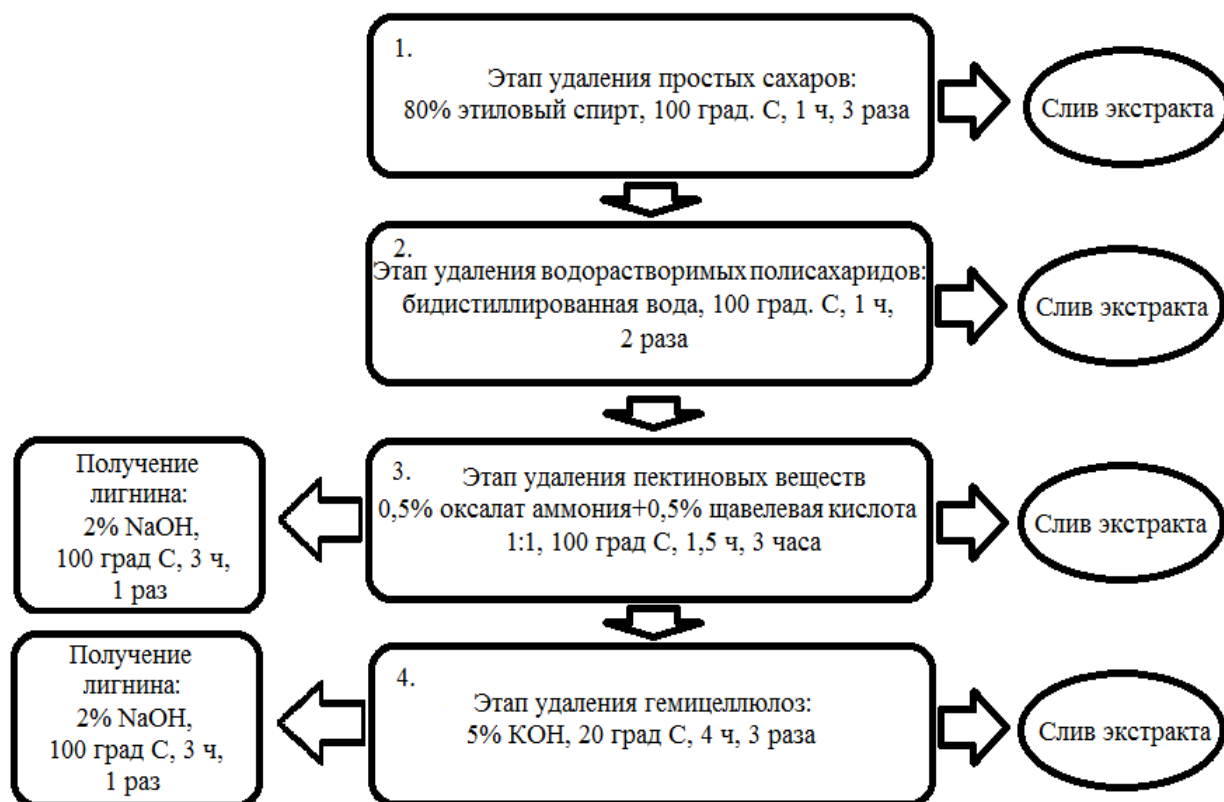 1.
Этап удаления простых сахаров:
80% этиловый спирт, 100 град. С, 1 ч, 3 раза
Слив экстракта
2.
Этап удаления водорастворимых полисахаридов:
бидистиллированная вода, 100 град. С, 1 ч,
2 раза
Слив экстракта
Получение
лигнина:
2% NaOH,
100 град С, 3 ч,
1 раз
3. Этап удаления пектиновых веществ
0,5% оксалат аммония+0,5% щавелевая кислота
1:1, 100 град С, 1,5 ч, 3 часа
Слив экстракта
Получение
лигнина:
2% NaOH,
100 град С, 3 ч,
1 раз
4.
Этап удаления гемицеллюлоз:
5% КОН, 20 град С, 4 ч, 3 раза
Слив экстракта